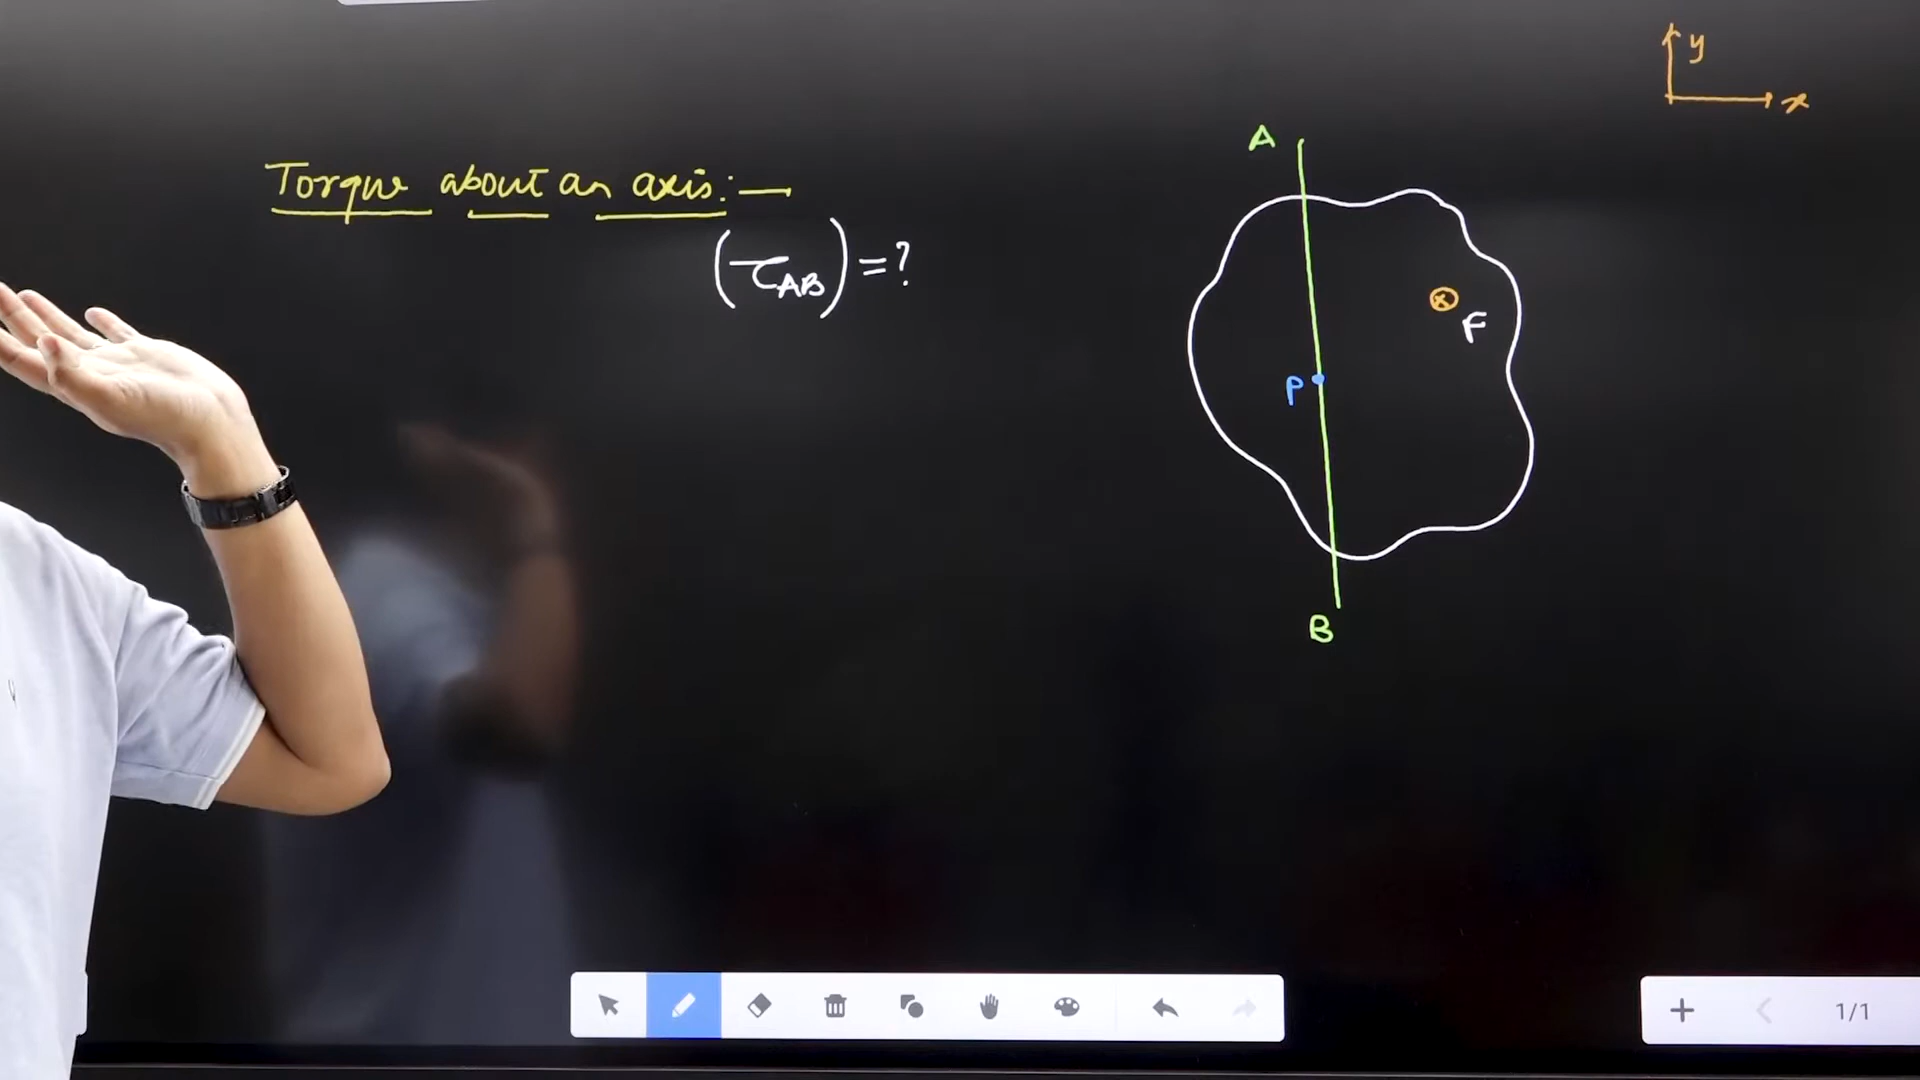 Torque about an axis:—
(τAB) = ?
y
x
A
F
P
B
1/1